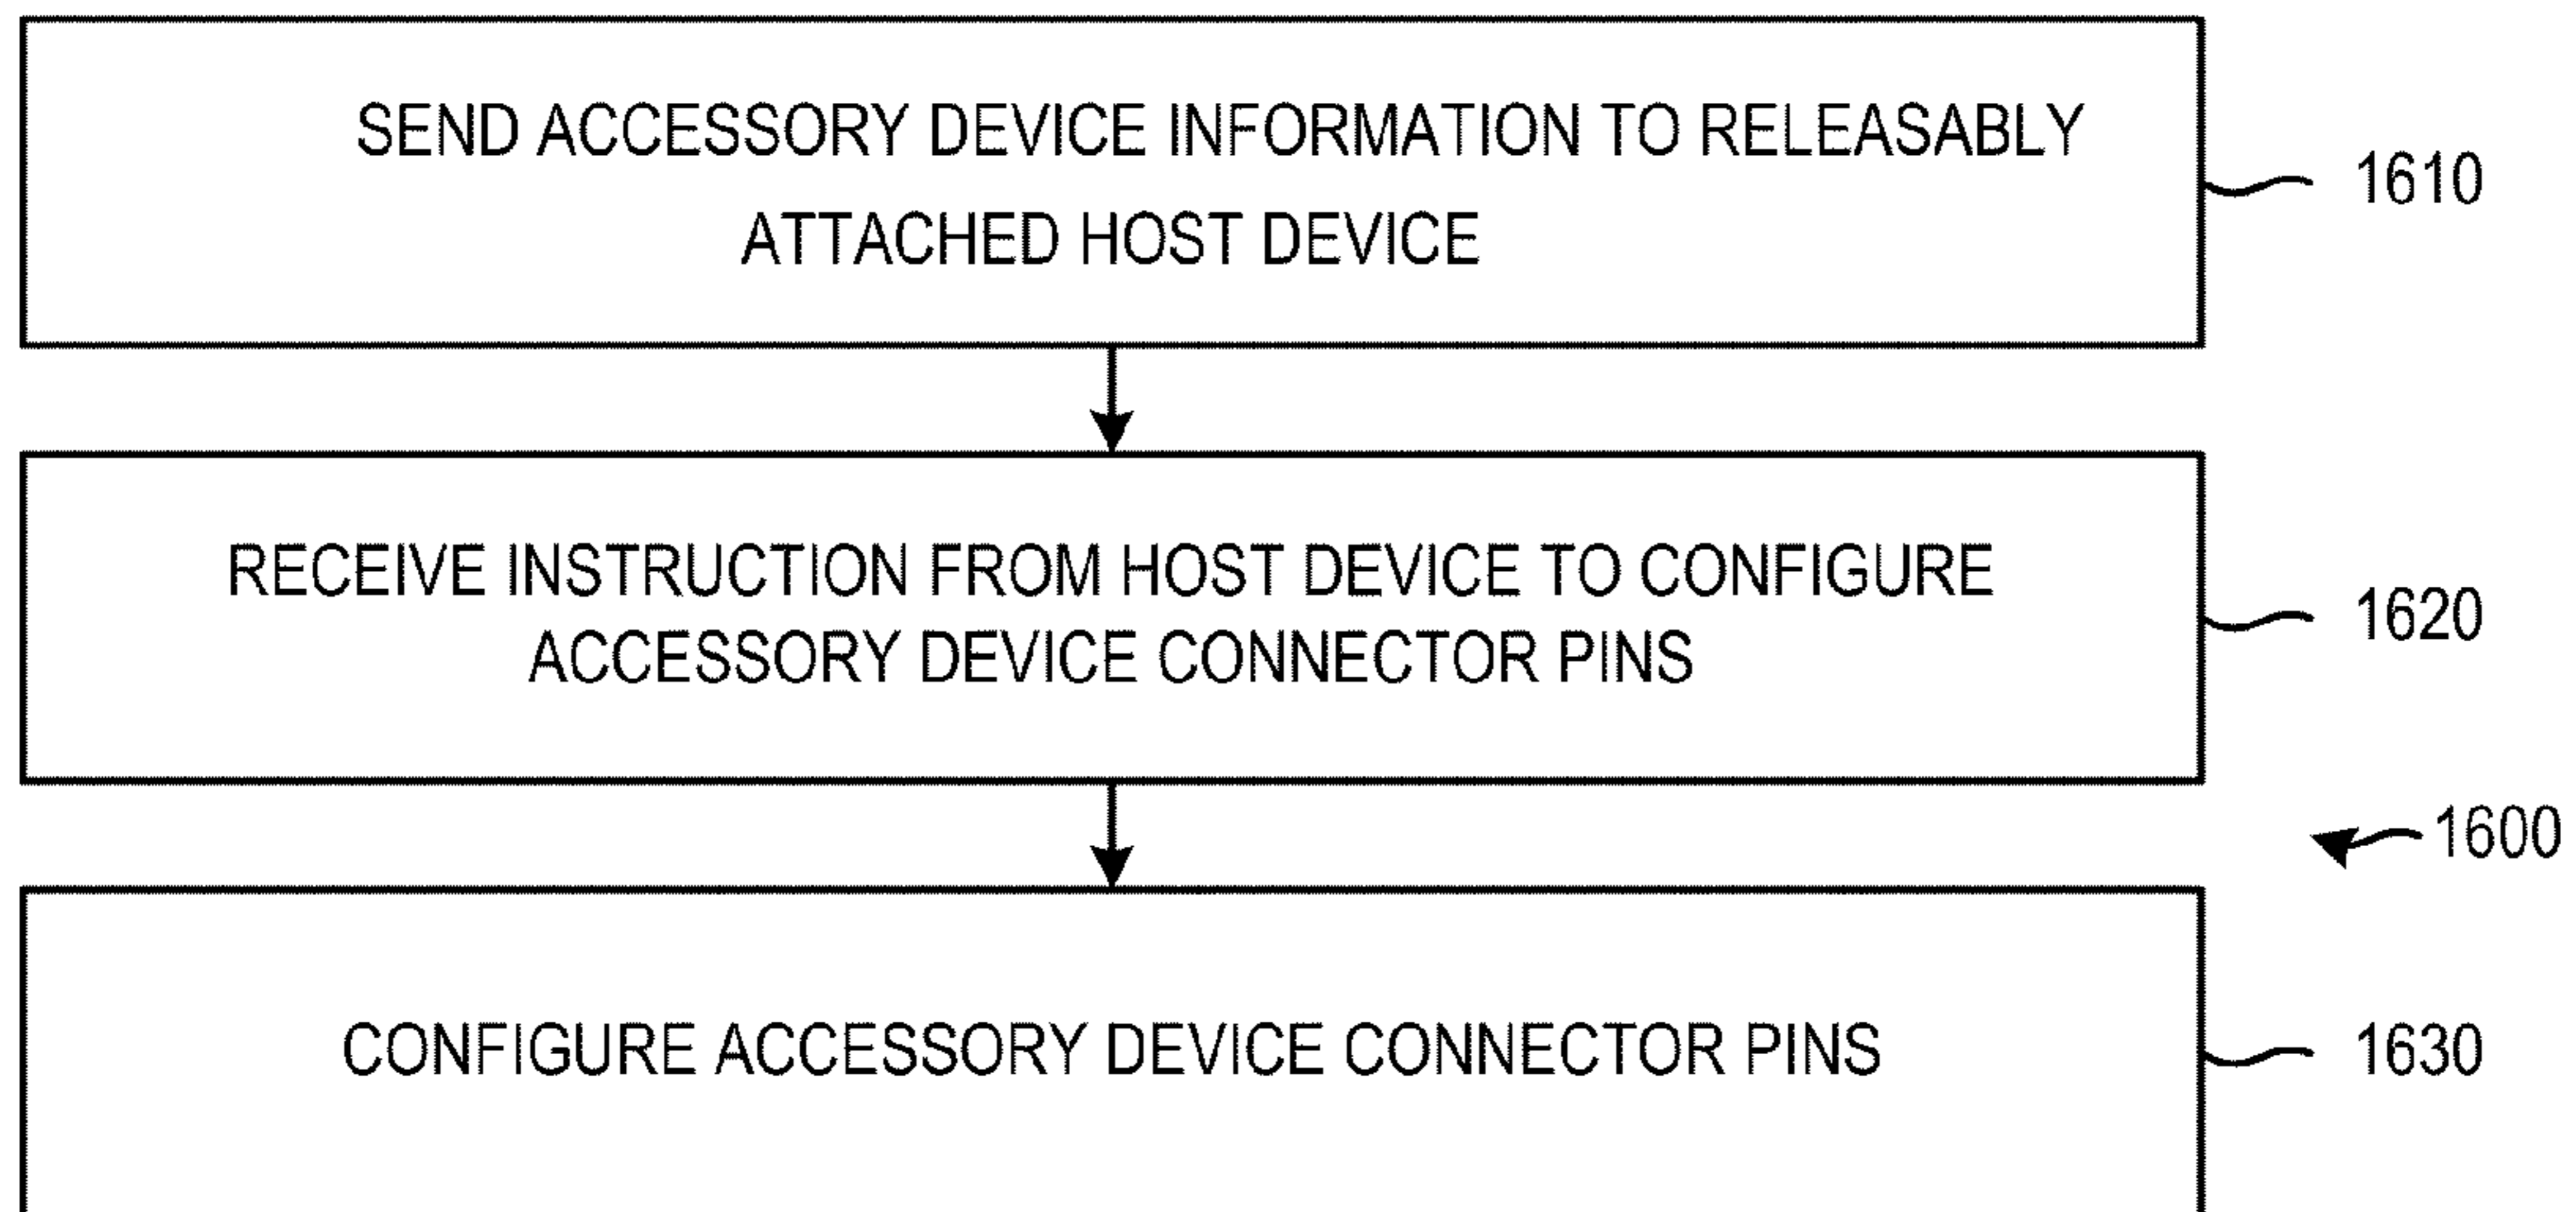 SEND ACCESSORY DEVICE INFORMATION TO RELEASABLY
ATTACHED HOST DEVICE
1610
RECEIVE INSTRUCTION FROM HOST DEVICE TO CONFIGURE
ACCESSORY DEVICE CONNECTOR PINS
1620
1600
CONFIGURE ACCESSORY DEVICE CONNECTOR PINS
1630